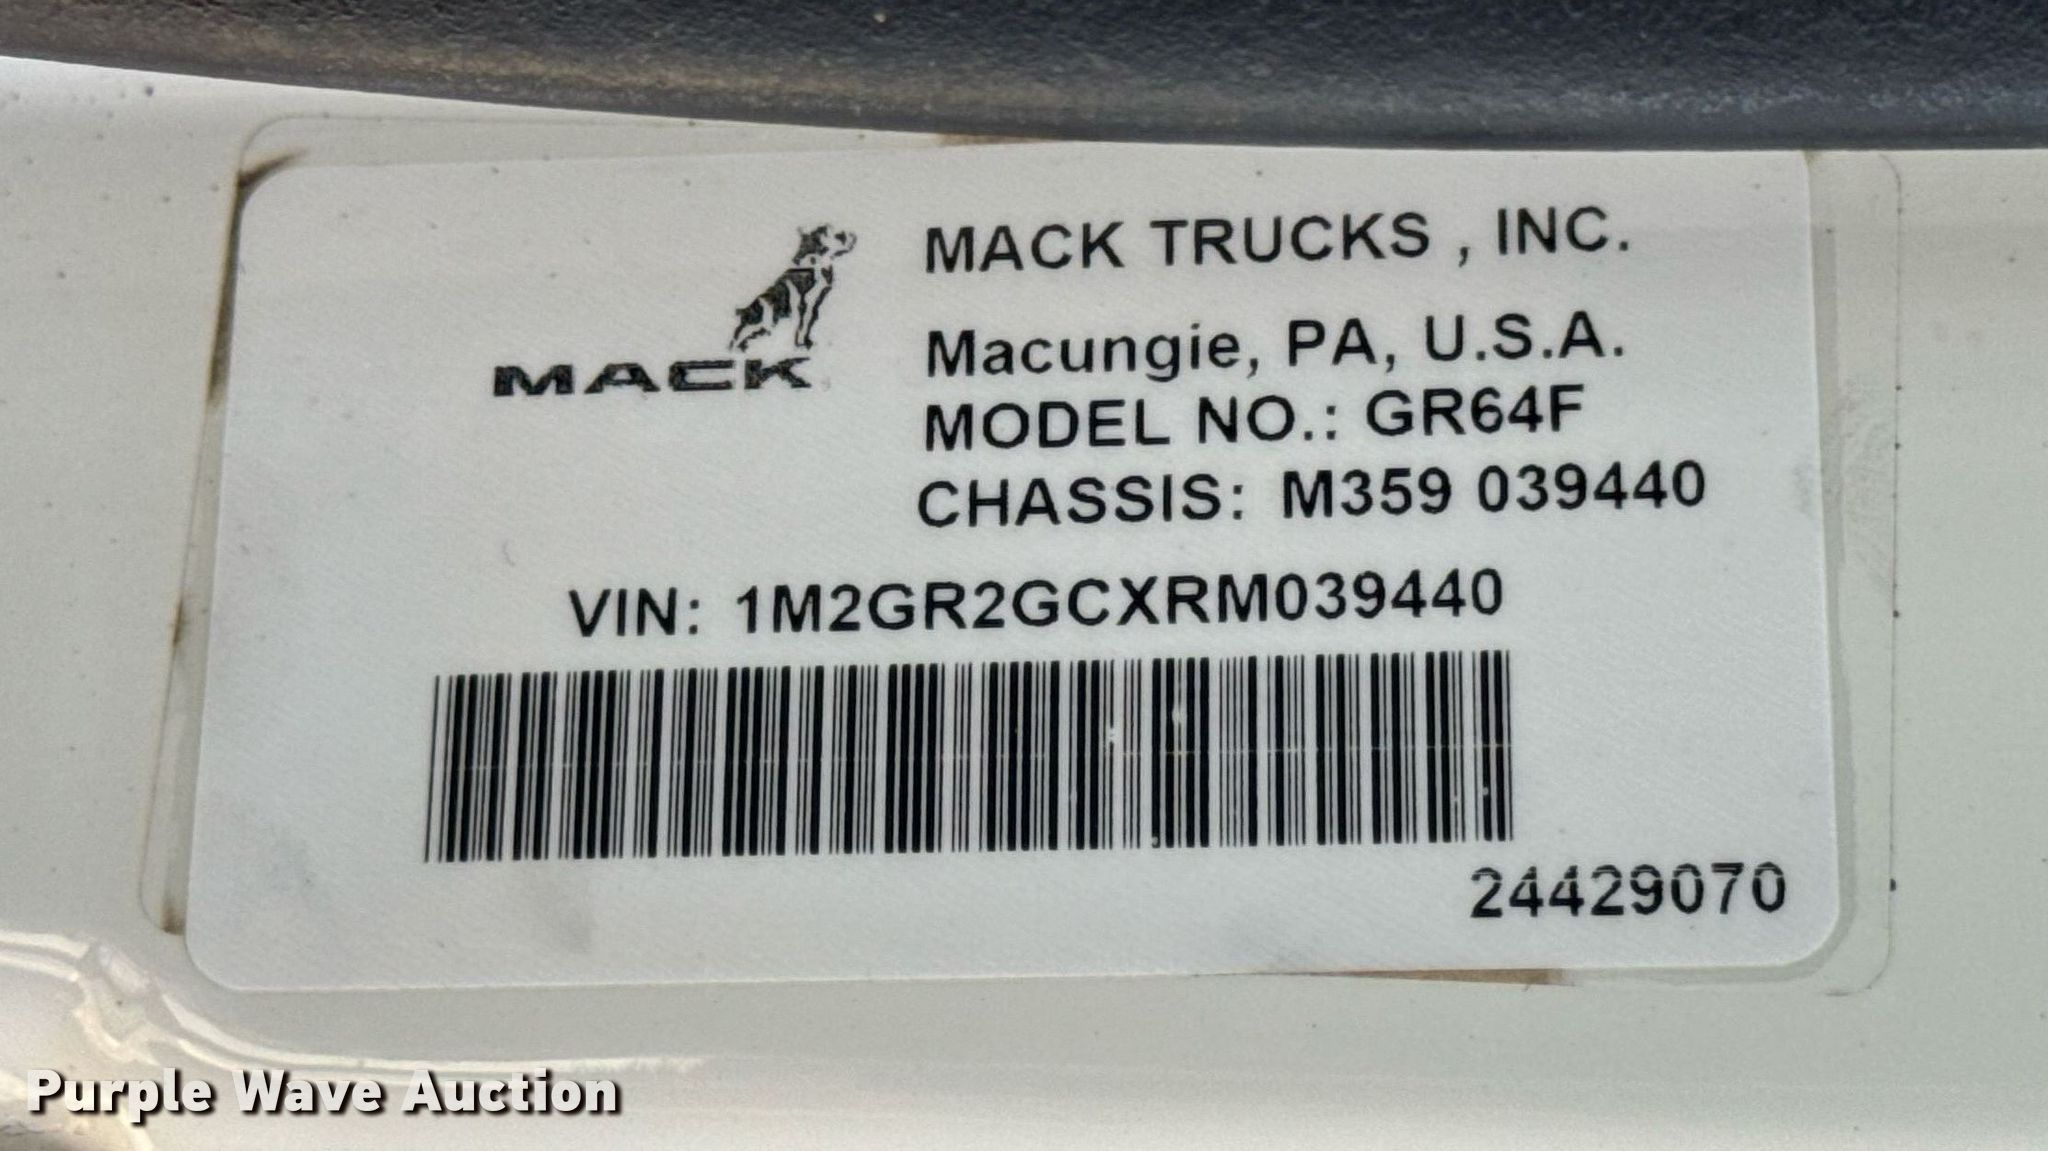 MACK
MACK TRUCKS , INC.
Macungie, PA, U.S.A.
MODEL NO.: GR64F
CHASSIS: M359 039440
VIN: 1M2GR2GCXRM039440
24429070
Purple Wave Auction